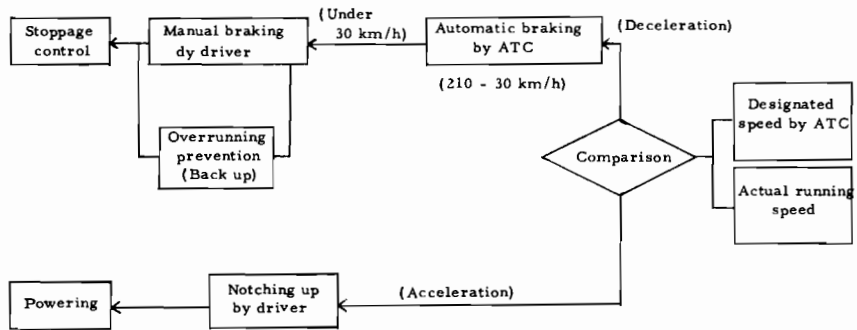 Stoppage
control
Manual braking
dy driver
(Under
30 km/h)
Automatic braking
by ATC
(Deceleration)
(210 - 30 km/h)
Overrunning
prevention
(Back up)
Comparison
Designated
speed by ATC
Actual running
speed
Powering
Notching up
by driver
(Acceleration)